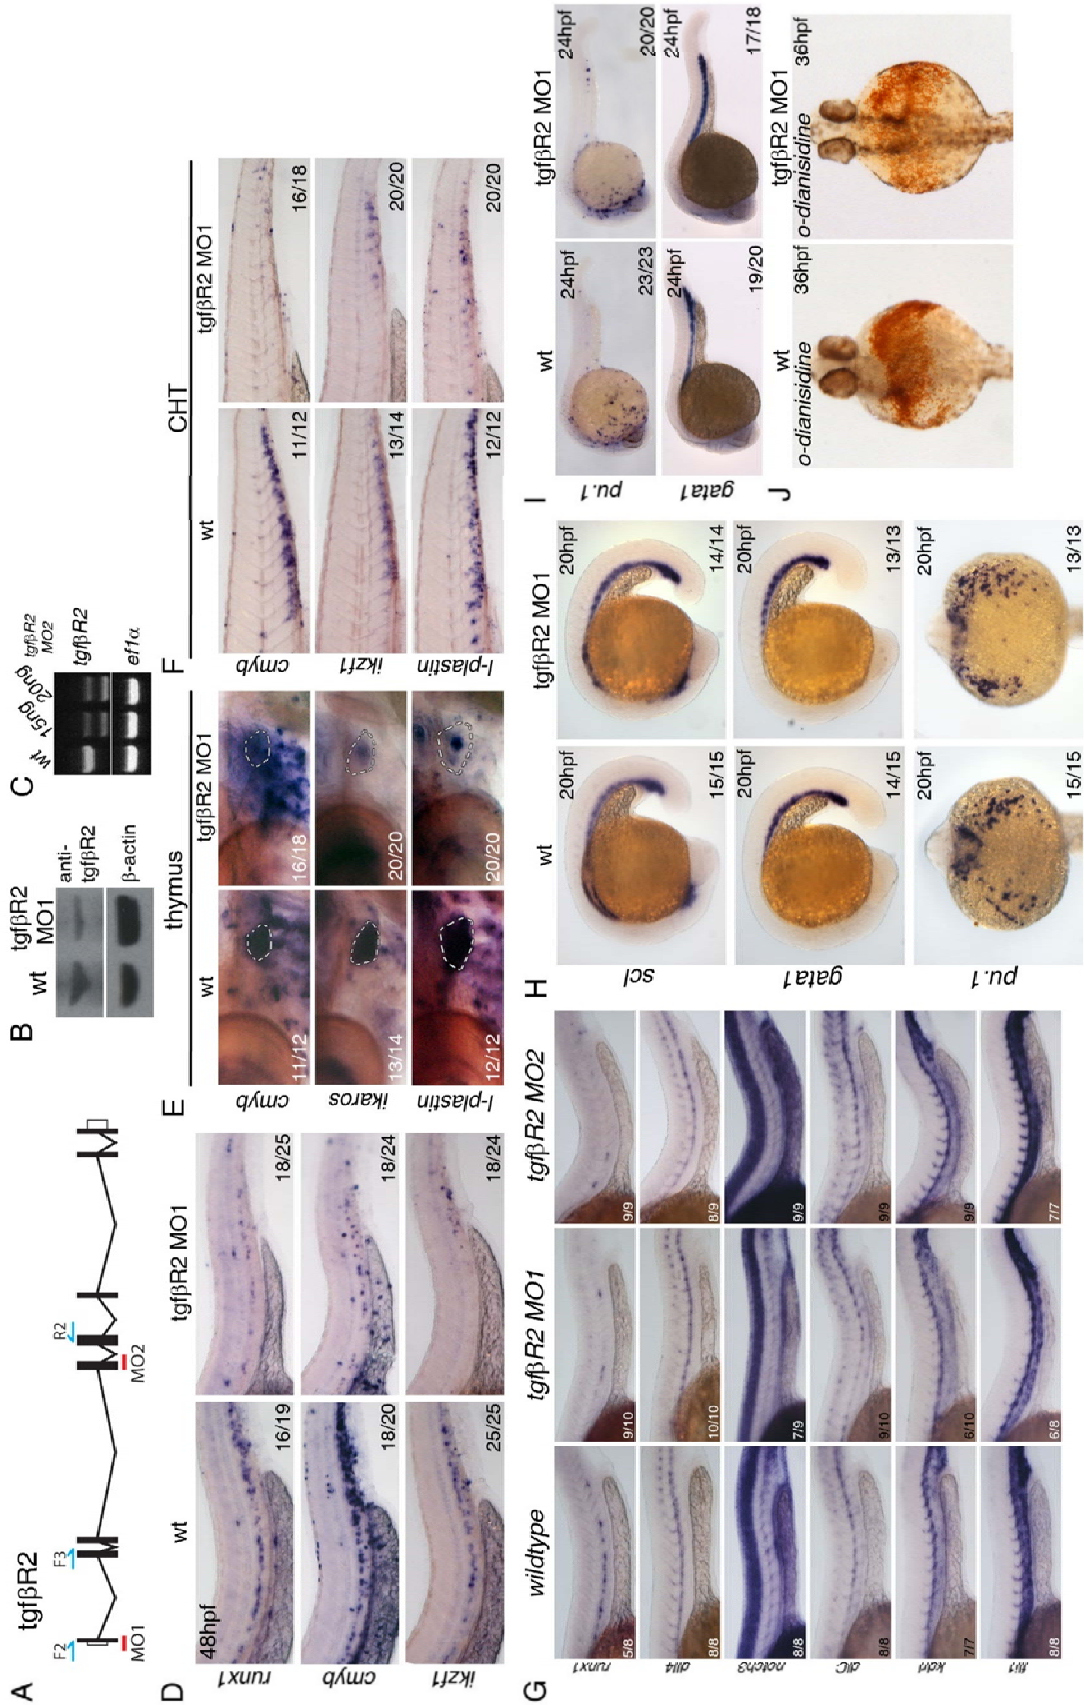 A
tgfβR2
F2
F3
R2
MO1
MO2
B
wt
tgfβR2
MO1
anti-
tgfβR2
β-actin
C
wt
15ng
20ng
tgfβR2
MO2
tgfβR2
ef1α
D
wt
tgfβR2 MO1
48hpf
runx1
16/19
18/25
cmyb
18/20
18/24
ikzf1
25/25
18/24
E
thymus
wt
tgfβR2 MO1
cmyb
11/12
16/18
ikaros
13/14
20/20
l-plastin
12/12
20/20
F
CHT
wt
tgfβR2 MO1
cmyb
11/12
16/18
ikzf1
13/14
20/20
l-plastin
12/12
20/20
G
wildtype
tgfβR2 MO1
tgfβR2 MO2
runx1
5/8
9/10
9/9
dll4
8/8
10/10
8/9
notch3
8/8
7/9
9/9
dlC
8/8
9/10
9/9
kdrl
7/7
6/10
9/9
fli1
8/8
6/8
7/7
H
wt
tgfβR2 MO1
scl
20hpf
15/15
20hpf
14/14
gata1
20hpf
14/15
20hpf
13/13
pu.1
20hpf
15/15
20hpf
13/13
I
wt
tgfβR2 MO1
pu.1
24hpf
23/23
24hpf
20/20
gata1
24hpf
19/20
24hpf
17/18
J
wt
tgfβR2 MO1
o-dianisidine
36hpf
o-dianisidine
36hpf